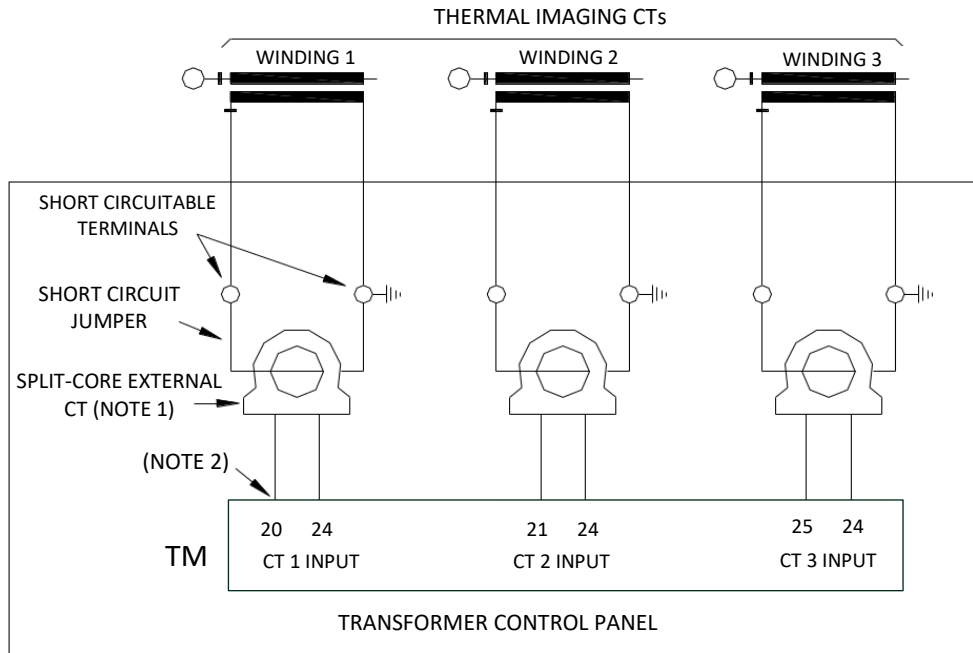 THERMAL IMAGING CTs
WINDING 1
WINDING 2
WINDING 3
SHORT CIRCUITABLE
TERMINALS
SHORT CIRCUIT
JUMPER
SPLIT-CORE EXTERNAL
CT (NOTE 1)
(NOTE 2)
20 24
21 24
25 24
TM
CT 1 INPUT
CT 2 INPUT
CT 3 INPUT
TRANSFORMER CONTROL PANEL